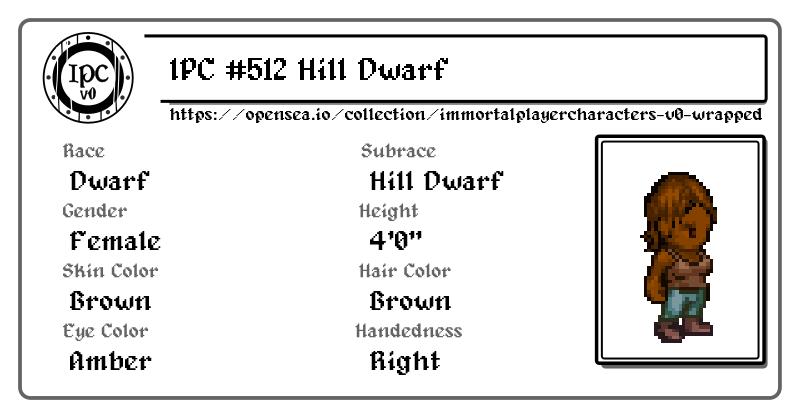 IPC
v0
IPC #512 Hill Dwarf
https://opensea.io/collection/immortalplayercharacters-v0-wrapped
Race
Dwarf
Subrace
Hill Dwarf
Gender
Female
Height
4'0"
Skin Color
Brown
Hair Color
Brown
Eye Color
Amber
Handedness
Right